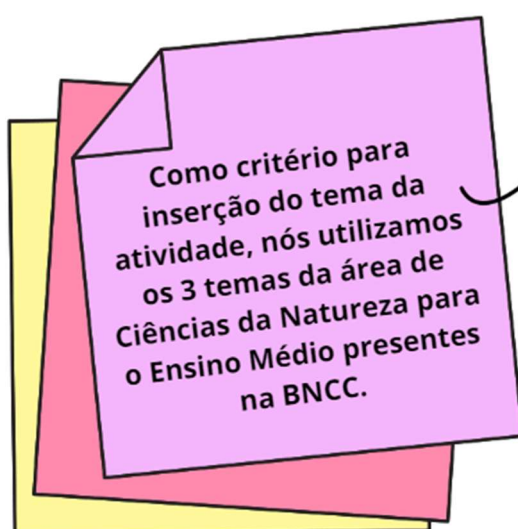 Como critério para
inserção do tema da
atividade, nós utilizamos
os 3 temas da área de
Ciências da Natureza para
o Ensino Médio presentes
na BNCC.